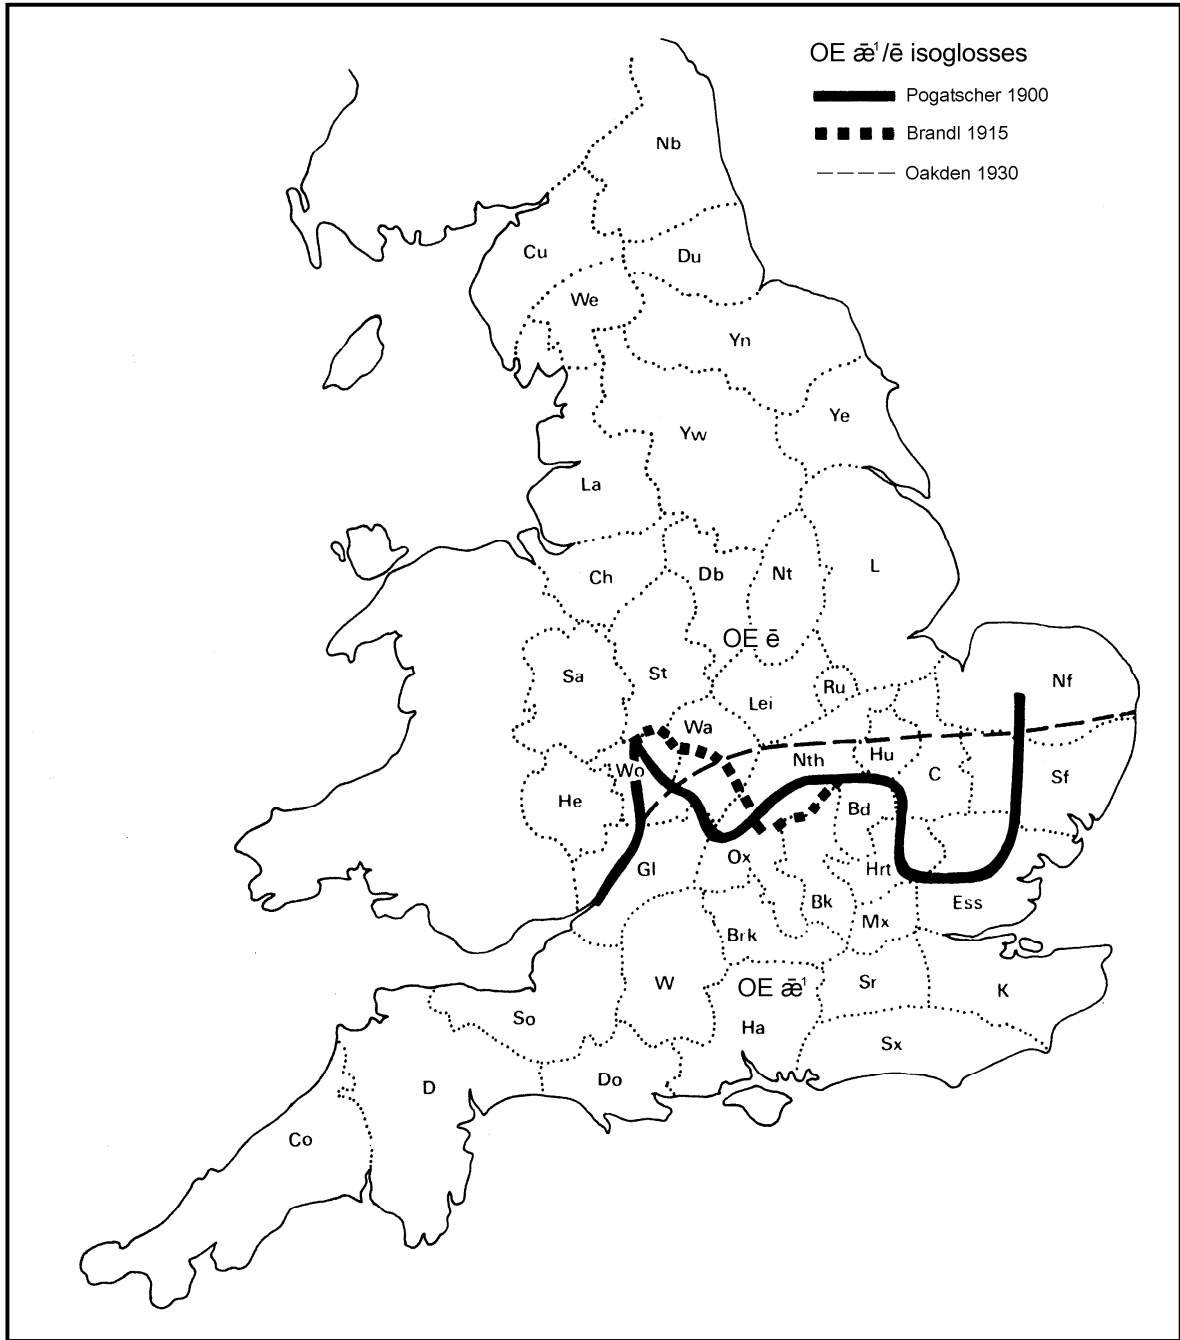 OE ǣ¹/ē isoglosses
Pogatscher 1900
Brandl 1915
Oakden 1930
Nb
Cu
Du
We
Yn
Ye
Yw
La
Ch
Db
Nt
L
OE ē
Sa
St
Lei
Ru
Nf
Wa
Nth
Hu
Wo
C
Sf
He
Bd
Ox
Gl
Hrt
Bk
Ess
Mx
Brk
W
OE ǣ¹
Sr
K
So
Ha
Sx
D
Do
Co